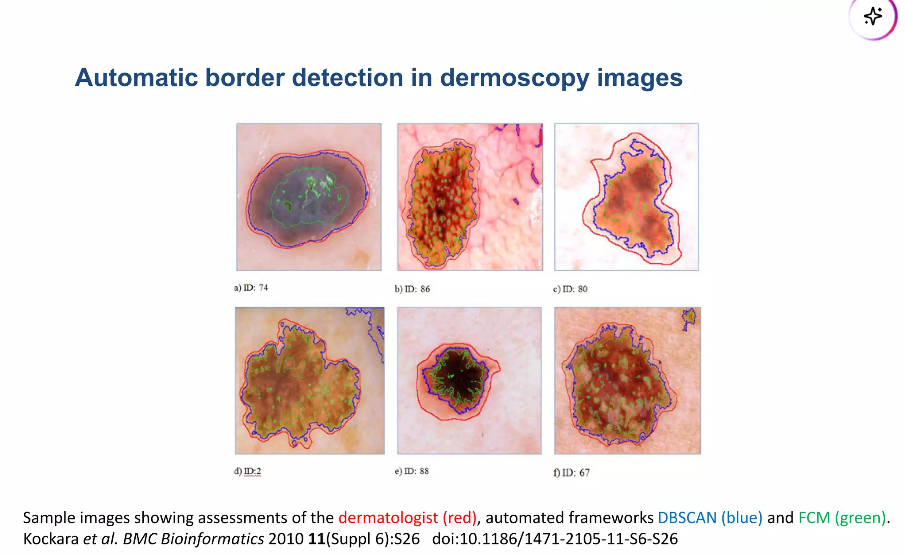 Automatic border detection in dermoscopy images
a) ID: 74
b) ID: 86
c) ID: 80
d) ID:2
e) ID: 88
f) ID: 67
Sample images showing assessments of the dermatologist (red), automated frameworks DBSCAN (blue) and FCM (green).
Kockara et al. BMC Bioinformatics 2010 11(Suppl 6):S26 doi:10.1186/1471-2105-11-S6-S26